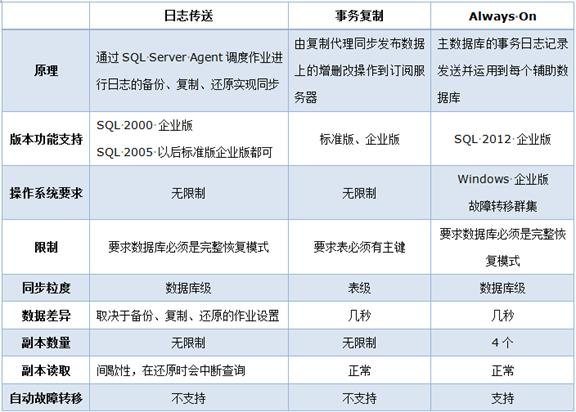 日志传送 事务复制 Always·On
原理
通过 SQL·Server·Agent 调度作业进
行日志的备份、复制、还原实现同步
由复制代理同步发布数据
上的增删改操作到订阅服
务器
主数据库的事务日志记录
发送并运用到每个辅助数
据库
版本功能支持
SQL·2000·企业版
SQL·2005·以后标准版企业版都可
标准版、企业版
SQL·2012·企业版
操作系统要求
无限制
无限制
Windows·企业版
故障转移群集
限制
要求数据库必须是完整恢复模式
要求表必须有主键
要求数据库必须是完整恢
复模式
同步粒度 数据库级 表级 数据库级
数据差异 取决于备份、复制、还原的作业设置 几秒 几秒
副本数量 无限制 无限制 4 个
副本读取 间歇性，在还原时会中断查询 正常 正常
自动故障转移 不支持 不支持 支持